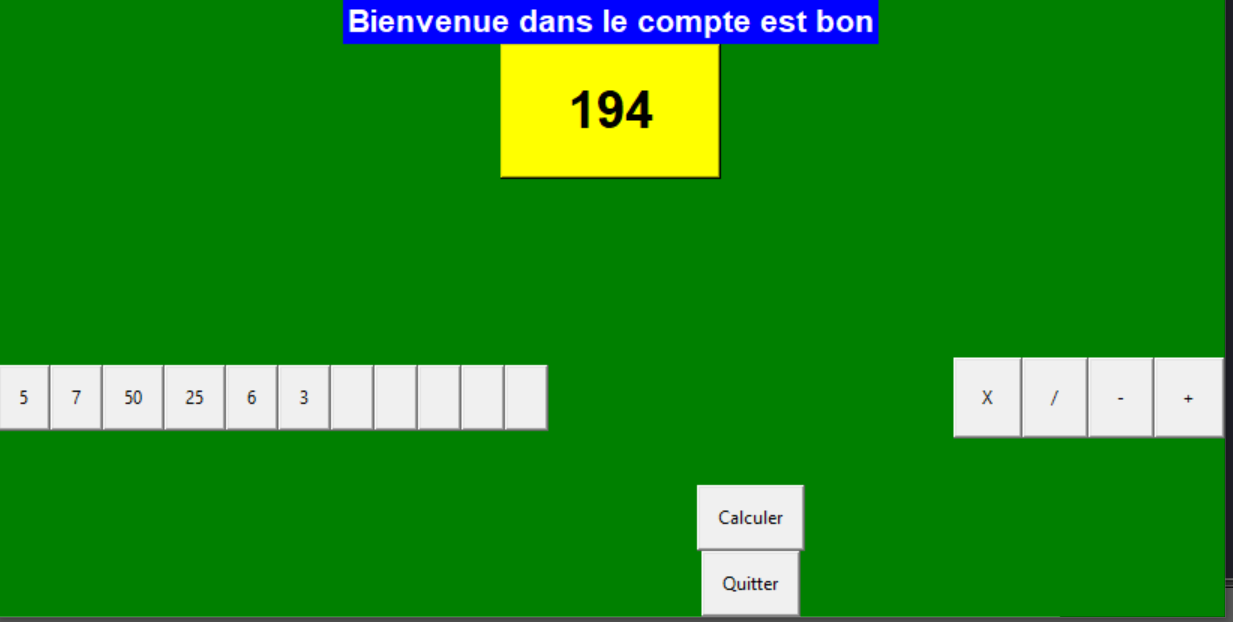 Bienvenue dans le compte est bon
194
5 7 50 25 6 3 X / - +
Calculer
Quitter